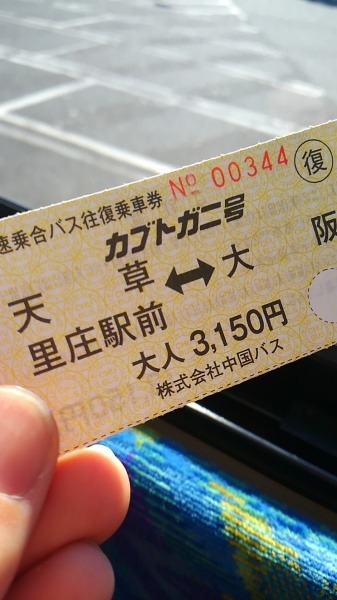 速乗合バス往復乗車券 № 00344 復
カブトガニ号
天草 ↔ 大阪
里庄駅前
大人 3,150円
株式会社中国バス